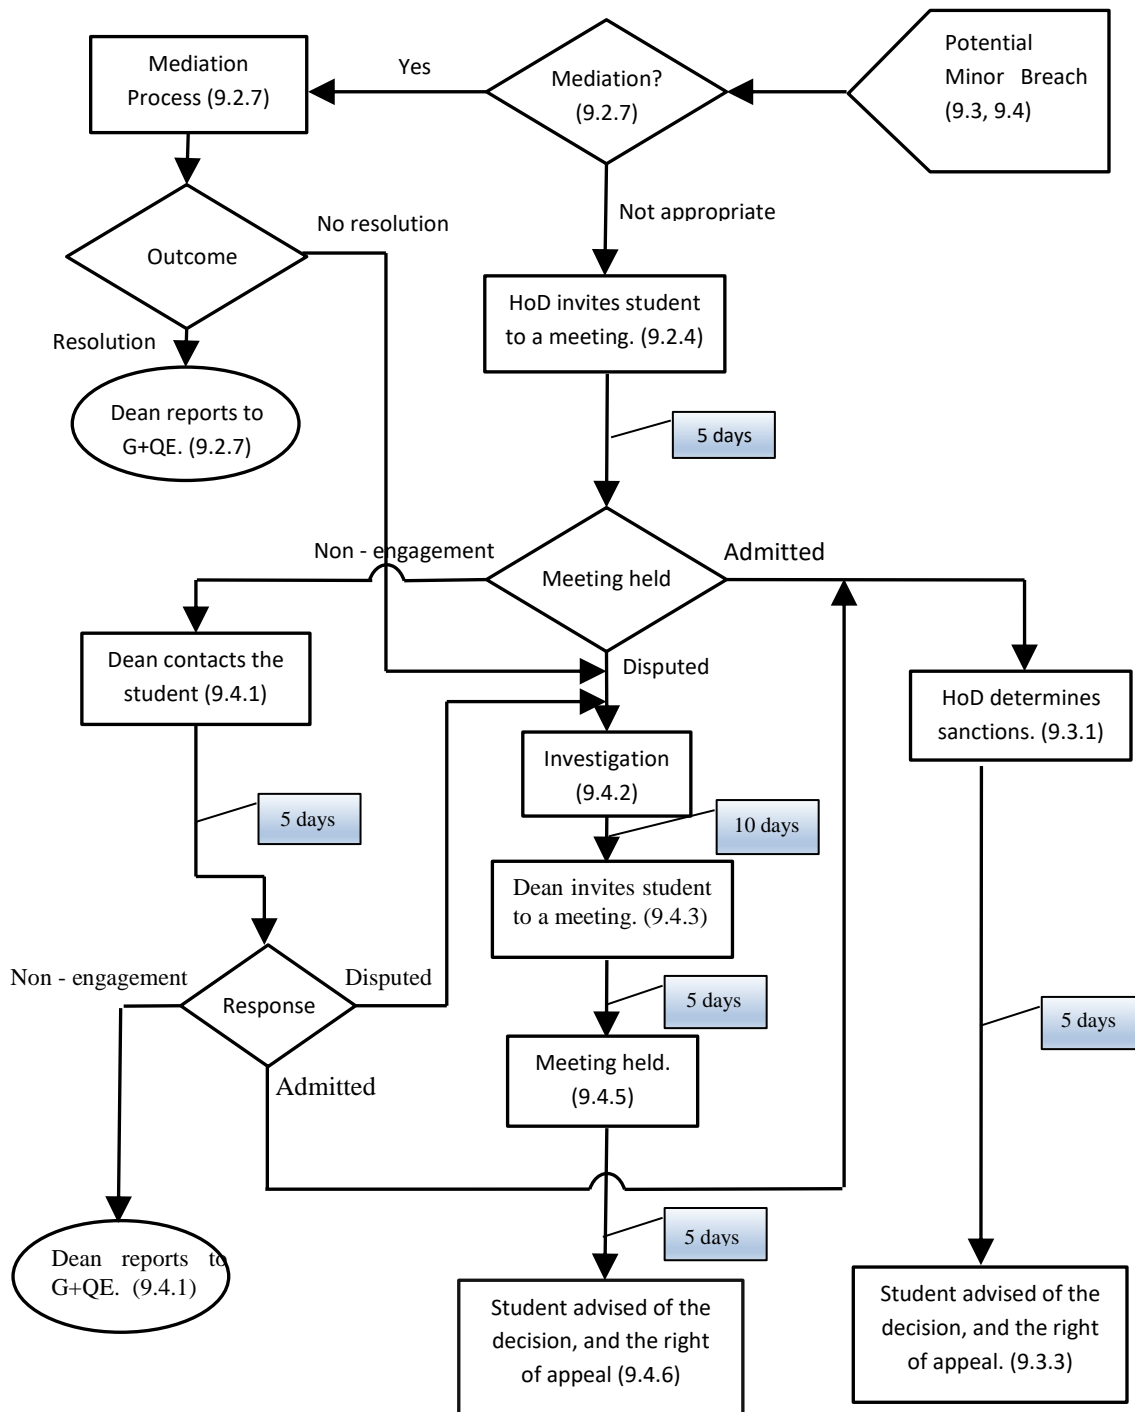 Potential
Minor Breach
(9.3, 9.4)
Mediation?
(9.2.7)
Yes
Mediation
Process (9.2.7)
Not appropriate
No resolution
Outcome
Resolution
Dean reports to
G+QE. (9.2.7)
HoD invites student
to a meeting. (9.2.4)
5 days
Non - engagement
Meeting held
Admitted
Disputed
Dean contacts the
student (9.4.1)
HoD determines
sanctions. (9.3.1)
Investigation
(9.4.2)
5 days
10 days
Dean invites student
to a meeting. (9.4.3)
Non - engagement
Response
Disputed
Admitted
5 days
5 days
Meeting held.
(9.4.5)
5 days
Dean reports to
G+QE. (9.4.1)
Student advised of the
decision, and the right
of appeal (9.4.6)
Student advised of the
decision, and the right
of appeal. (9.3.3)